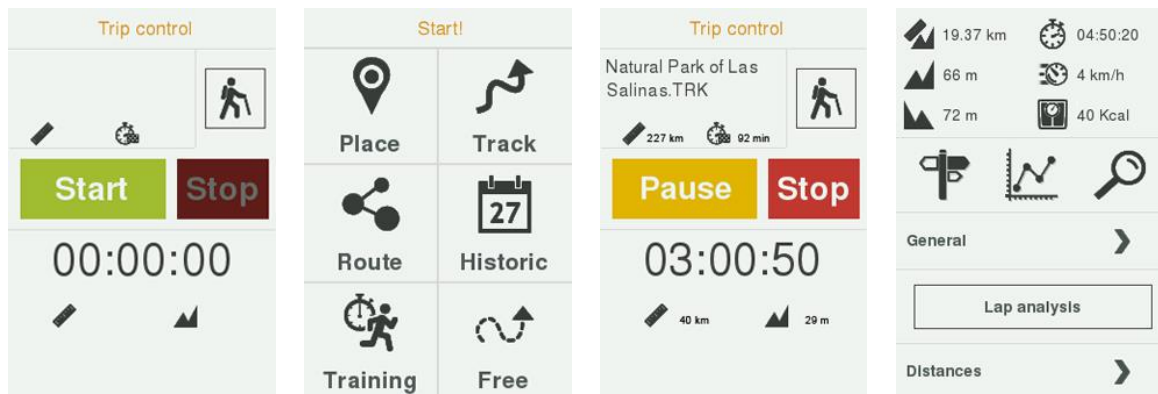 Trip control
Start
Stop
00:00:00
Start!
Place
Track
Route
27
Historic
Training
Free
Trip control
Natural Park of Las
Salinas.TRK
227 km
92 min
Pause
Stop
03:00:50
40 km
29 m
19.37 km
04:50:20
66 m
4 km/h
72 m
40 Kcal
General
Lap analysis
Distances